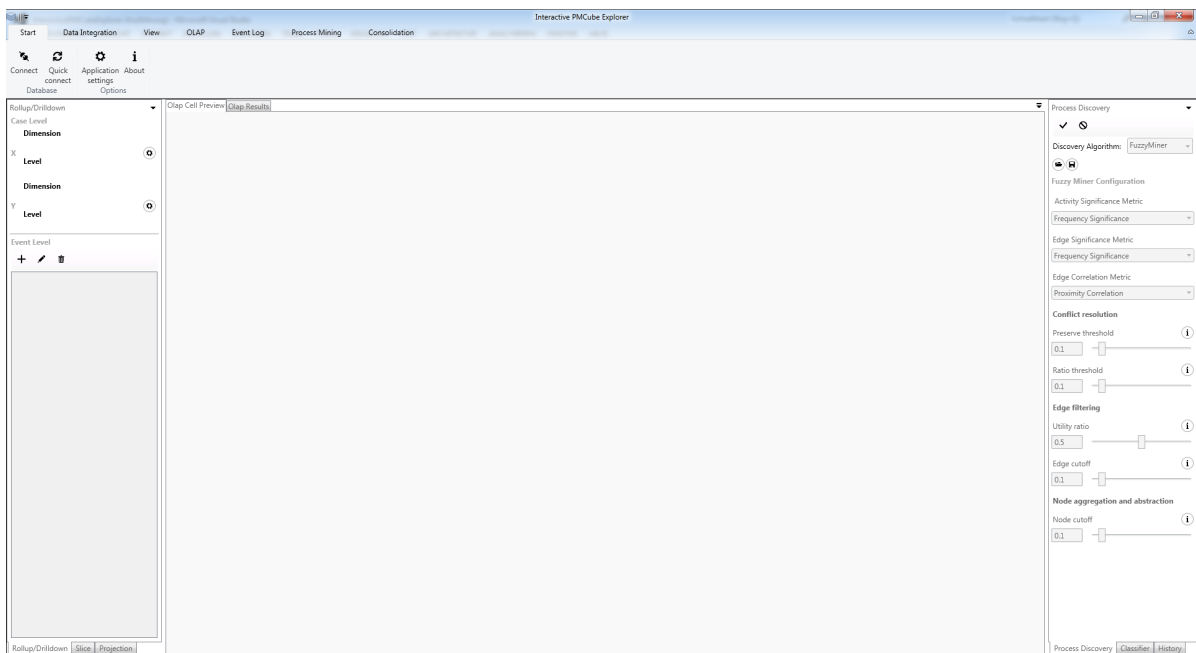 Interactive PMCube Explorer
Start Data Integration View OLAP Event Log Process Mining Consolidation
Connect Quick connect Application settings About
Database Options
Rollup/Drilldown
Case Level
Dimension
X
Level
Dimension
Y
Level
Event Level
Rollup/Drilldown Slice Projection
Olap Cell Preview Olap Results
Process Discovery
Discovery Algorithm: FuzzyMiner
Fuzzy Miner Configuration
Activity Significance Metric
Frequency Significance
Edge Significance Metric
Frequency Significance
Edge Correlation Metric
Proximity Correlation
Conflict resolution
Preserve threshold
0.1
Ratio threshold
0.1
Edge filtering
Utility ratio
0.5
Edge cutoff
0.1
Node aggregation and abstraction
Node cutoff
0.1
Process Discovery Classifier History